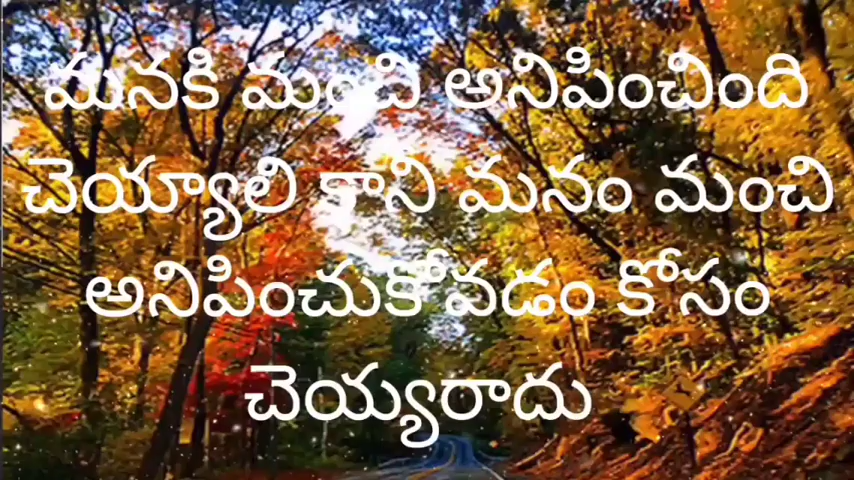 మనకి మంచి అనిపించింది
చెయ్యాలి కాని మనం మంచి
అనిపించుకోవడం కోసం
చెయ్యరాదు